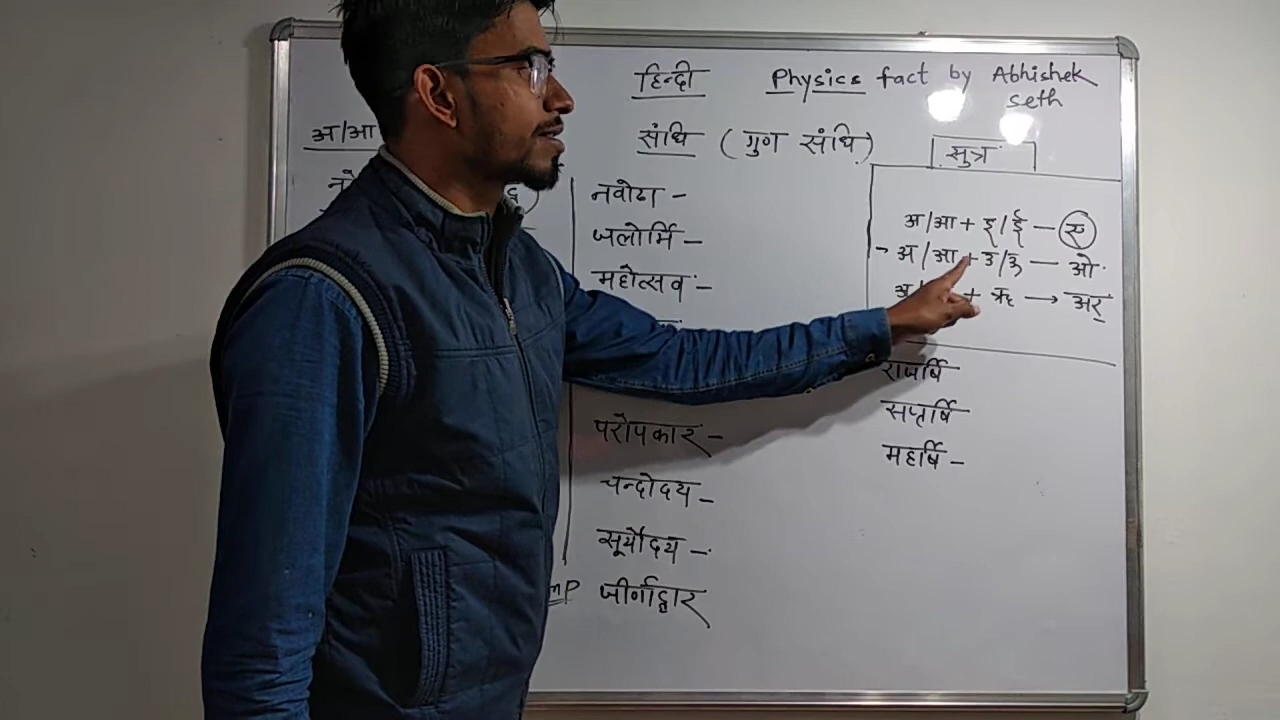 हिन्दी
Physics fact by Abhishek
Seth
अ/आ
संधि (गुण संधि)
सुत्र
नवोढा -
जलोर्मि -
महोत्सव -
परोपकार -
चन्दोदय -
सूर्योदय -
जीर्णोद्धार
अ/आ + इ/ई - ए
→ अ/आ + उ/ऊ - ओ
+ ऋ → अर्
राजर्षि
सप्तर्षि
महर्षि -